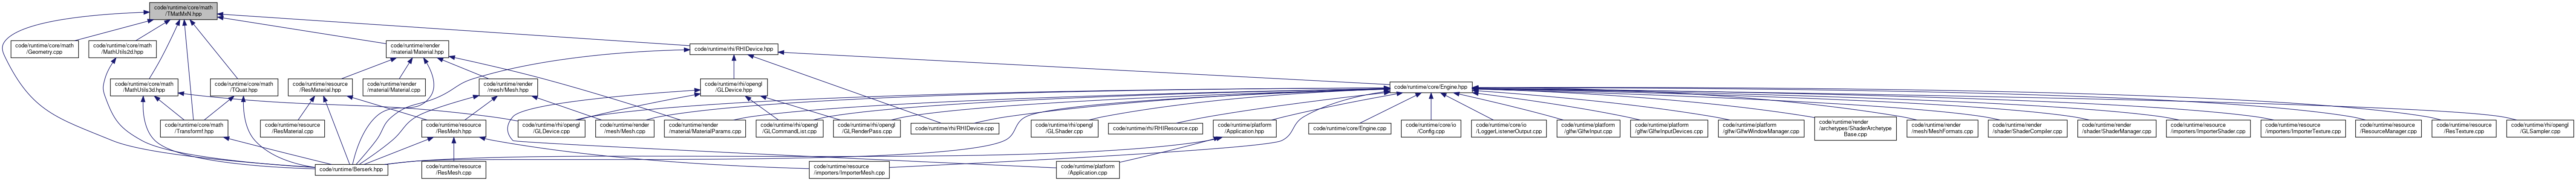 code/runtime/core/math
/TMatMxN.hpp
code/runtime/core/math
/Geometry.cpp
code/runtime/core/math
/MathUtils2d.hpp
code/runtime/render
material/Material.hpp
code/runtime/rhi/RHIDevice.hpp
code/runtime/core/math
/MathUtils3d.hpp
code/runtime/core/math
/TQuat.hpp
code/runtime/resource
/ResMaterial.hpp
code/runtime/render
/material/Material.cpp
code/runtime/render
/mesh/Mesh.hpp
code/runtime/rhi/opengl
/GLDevice.hpp
code/runtime/core/Engine.hpp
code/runtime/core/math
/Transformf.hpp
code/runtime/resource
/ResMaterial.cpp
code/runtime/resource
/ResMesh.hpp
code/runtime/rhi/opengl
/GLDevice.cpp
code/runtime/render
/mesh/Mesh.cpp
code/runtime/render
/material/MaterialParams.cpp
code/runtime/rhi/opengl
/GLCommandList.cpp
code/runtime/rhi/opengl
/GLRenderPass.cpp
code/runtime/rhi/RHIDevice.cpp
code/runtime/rhi/opengl
/GLShader.cpp
code/runtime/rhi/RHIResource.cpp
code/runtime/platform
/Application.hpp
code/runtime/core/Engine.cpp
code/runtime/core/io
/Config.cpp
code/runtime/core/io
/LoggerListenerOutput.cpp
code/runtime/platform
/glfw/GlfwInput.cpp
code/runtime/platform
/glfw/GlfwInputDevices.cpp
code/runtime/platform
/glfw/GlfwWindowManager.cpp
code/runtime/render
/archetypes/ShaderArchetype
Base.cpp
code/runtime/render
/mesh/MeshFormats.cpp
code/runtime/render
/shader/ShaderCompiler.cpp
code/runtime/render
/shader/ShaderManager.cpp
code/runtime/resource
/importers/ImporterShader.cpp
code/runtime/resource
/importers/ImporterTexture.cpp
code/runtime/resource
/ResourceManager.cpp
code/runtime/resource
/ResTexture.cpp
code/runtime/rhi/opengl
/GLSampler.cpp
code/runtime/Berserk.hpp
code/runtime/resource
/ResMesh.cpp
code/runtime/resource
/importers/ImporterMesh.cpp
code/runtime/platform
/Application.cpp